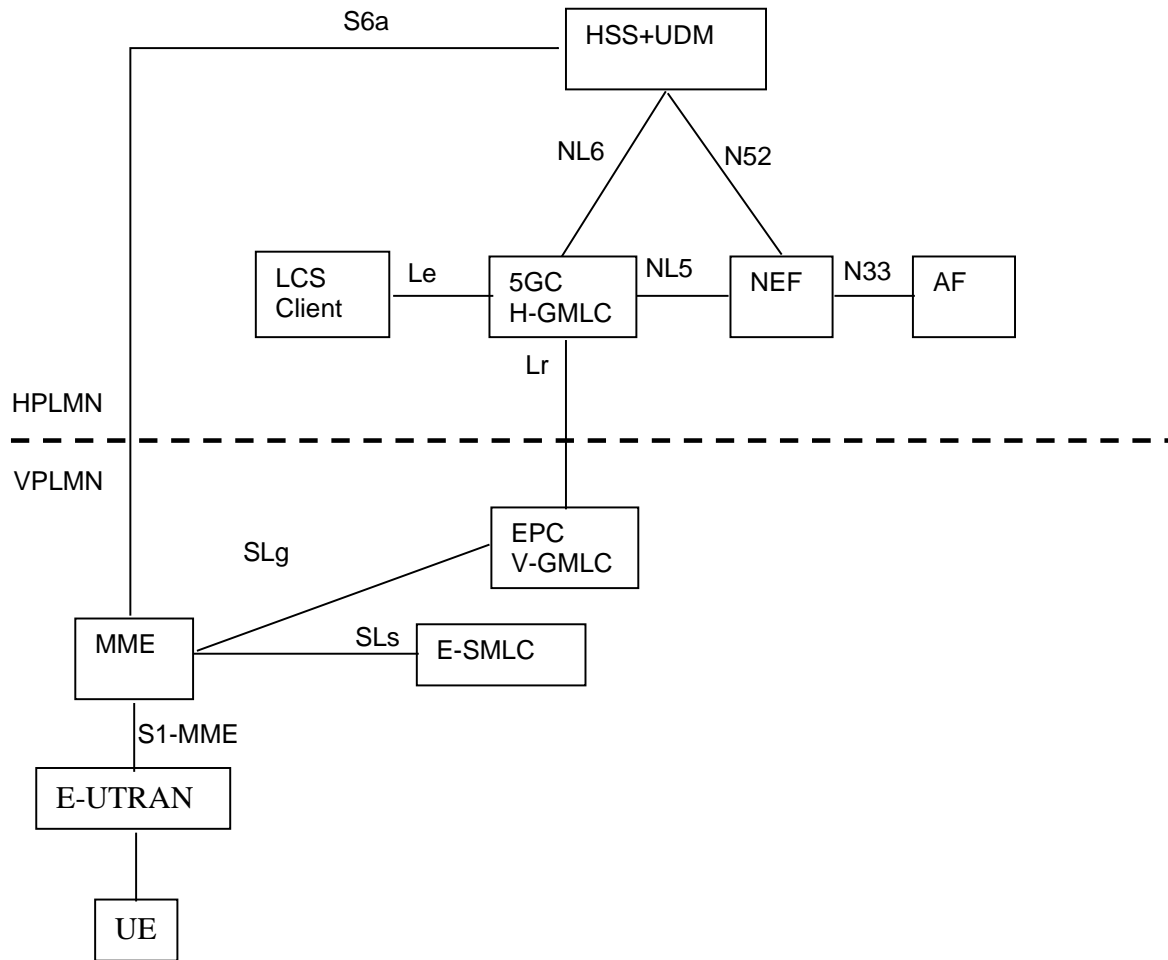 S6a
HSS+UDM
NL6
N52
LCS
Client
Le
5GC
H-GMLC
NL5
NEF
N33
AF
Lr
HPLMN
VPLMN
EPC
V-GMLC
SLg
MME
SLs
E-SMLC
S1-MME
E-UTRAN
UE